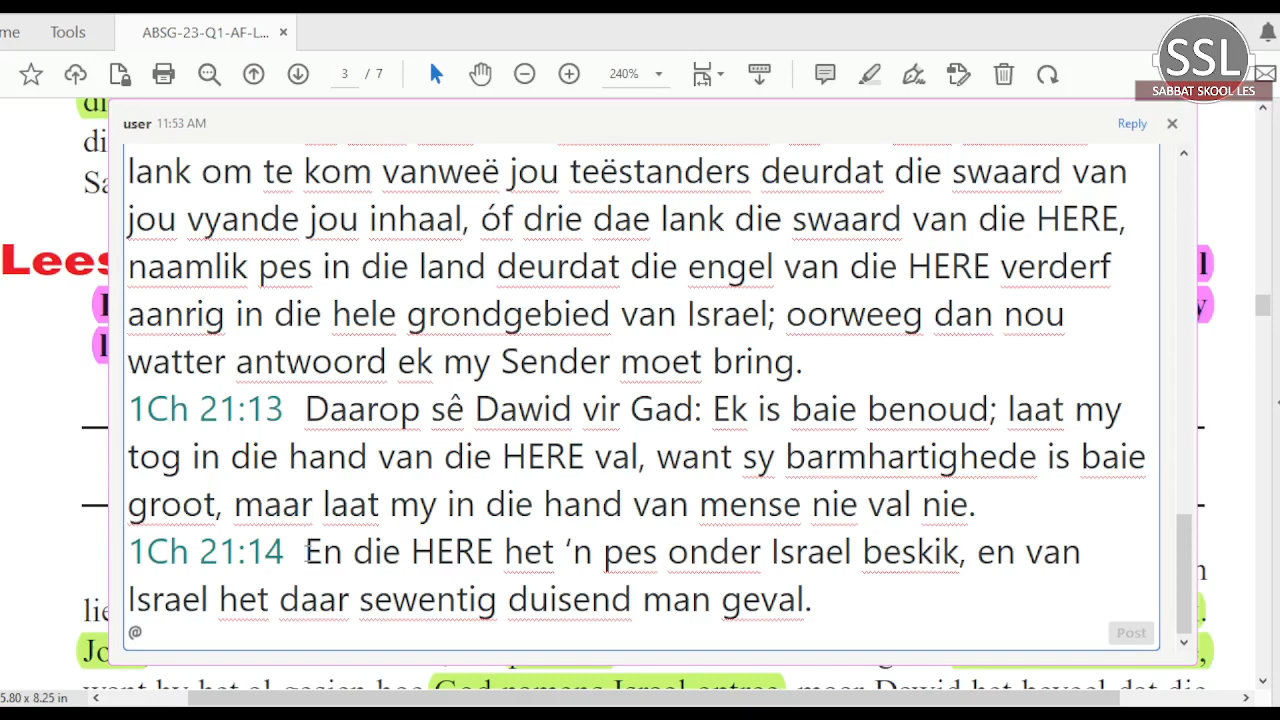 me
Tools
ABSG-23-Q1-AF-L...
3 / 7
240%
SSL
SABBAT SKOOL LES
user 11:53 AM
Reply
lank om te kom vanweë jou teëstanders deurdat die swaard van
jou vyande jou inhaal, óf drie dae lank die swaard van die HERE,
naamlik pes in die land deurdat die engel van die HERE verderf
aanrig in die hele grondgebied van Israel; oorweeg dan nou
watter antwoord ek my Sender moet bring.
1Ch 21:13 Daarop sê Dawid vir Gad: Ek is baie benoud; laat my
tog in die hand van die HERE val, want sy barmhartighede is baie
groot, maar laat my in die hand van mense nie val nie.
1Ch 21:14 En die HERE het ‘n pes onder Israel beskik, en van
Israel het daar sewentig duisend man geval.
@
Post
di
Sa
Lees
lie
Jo
5.80 x 8.25 in